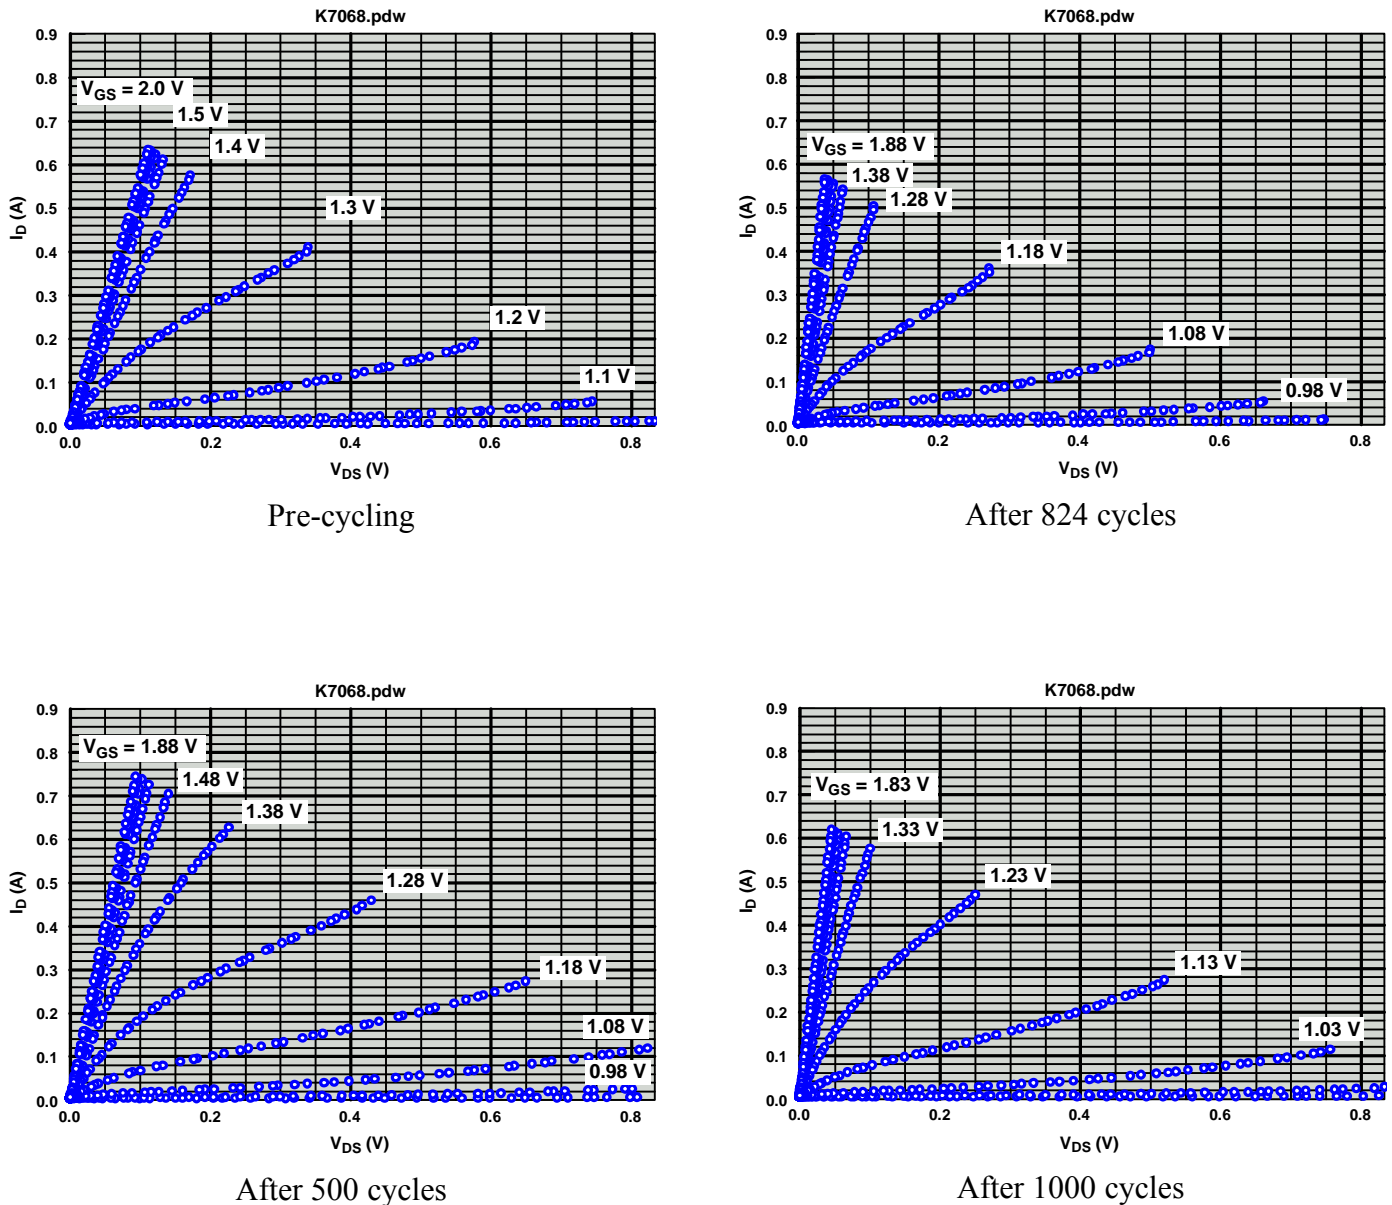 K7068.pdw
0.9
0.8
0.7
0.6
0.5
0.4
0.3
0.2
0.1
0.0
I_D (A)
V_GS = 2.0 V
1.5 V
1.4 V
1.3 V
1.2 V
1.1 V
0.0 0.2 0.4 0.6 0.8
V_DS (V)
Pre-cycling
K7068.pdw
0.9
0.8
0.7
0.6
0.5
0.4
0.3
0.2
0.1
0.0
I_D (A)
V_GS = 1.88 V
1.38 V
1.28 V
1.18 V
1.08 V
0.98 V
0.0 0.2 0.4 0.6 0.8
V_DS (V)
After 824 cycles
K7068.pdw
0.9
0.8
0.7
0.6
0.5
0.4
0.3
0.2
0.1
0.0
I_D (A)
V_GS = 1.88 V
1.48 V
1.38 V
1.28 V
1.18 V
1.08 V
0.98 V
0.0 0.2 0.4 0.6 0.8
V_DS (V)
After 500 cycles
K7068.pdw
0.9
0.8
0.7
0.6
0.5
0.4
0.3
0.2
0.1
0.0
I_D (A)
V_GS = 1.83 V
1.33 V
1.23 V
1.13 V
1.03 V
0.0 0.2 0.4 0.6 0.8
V_DS (V)
After 1000 cycles